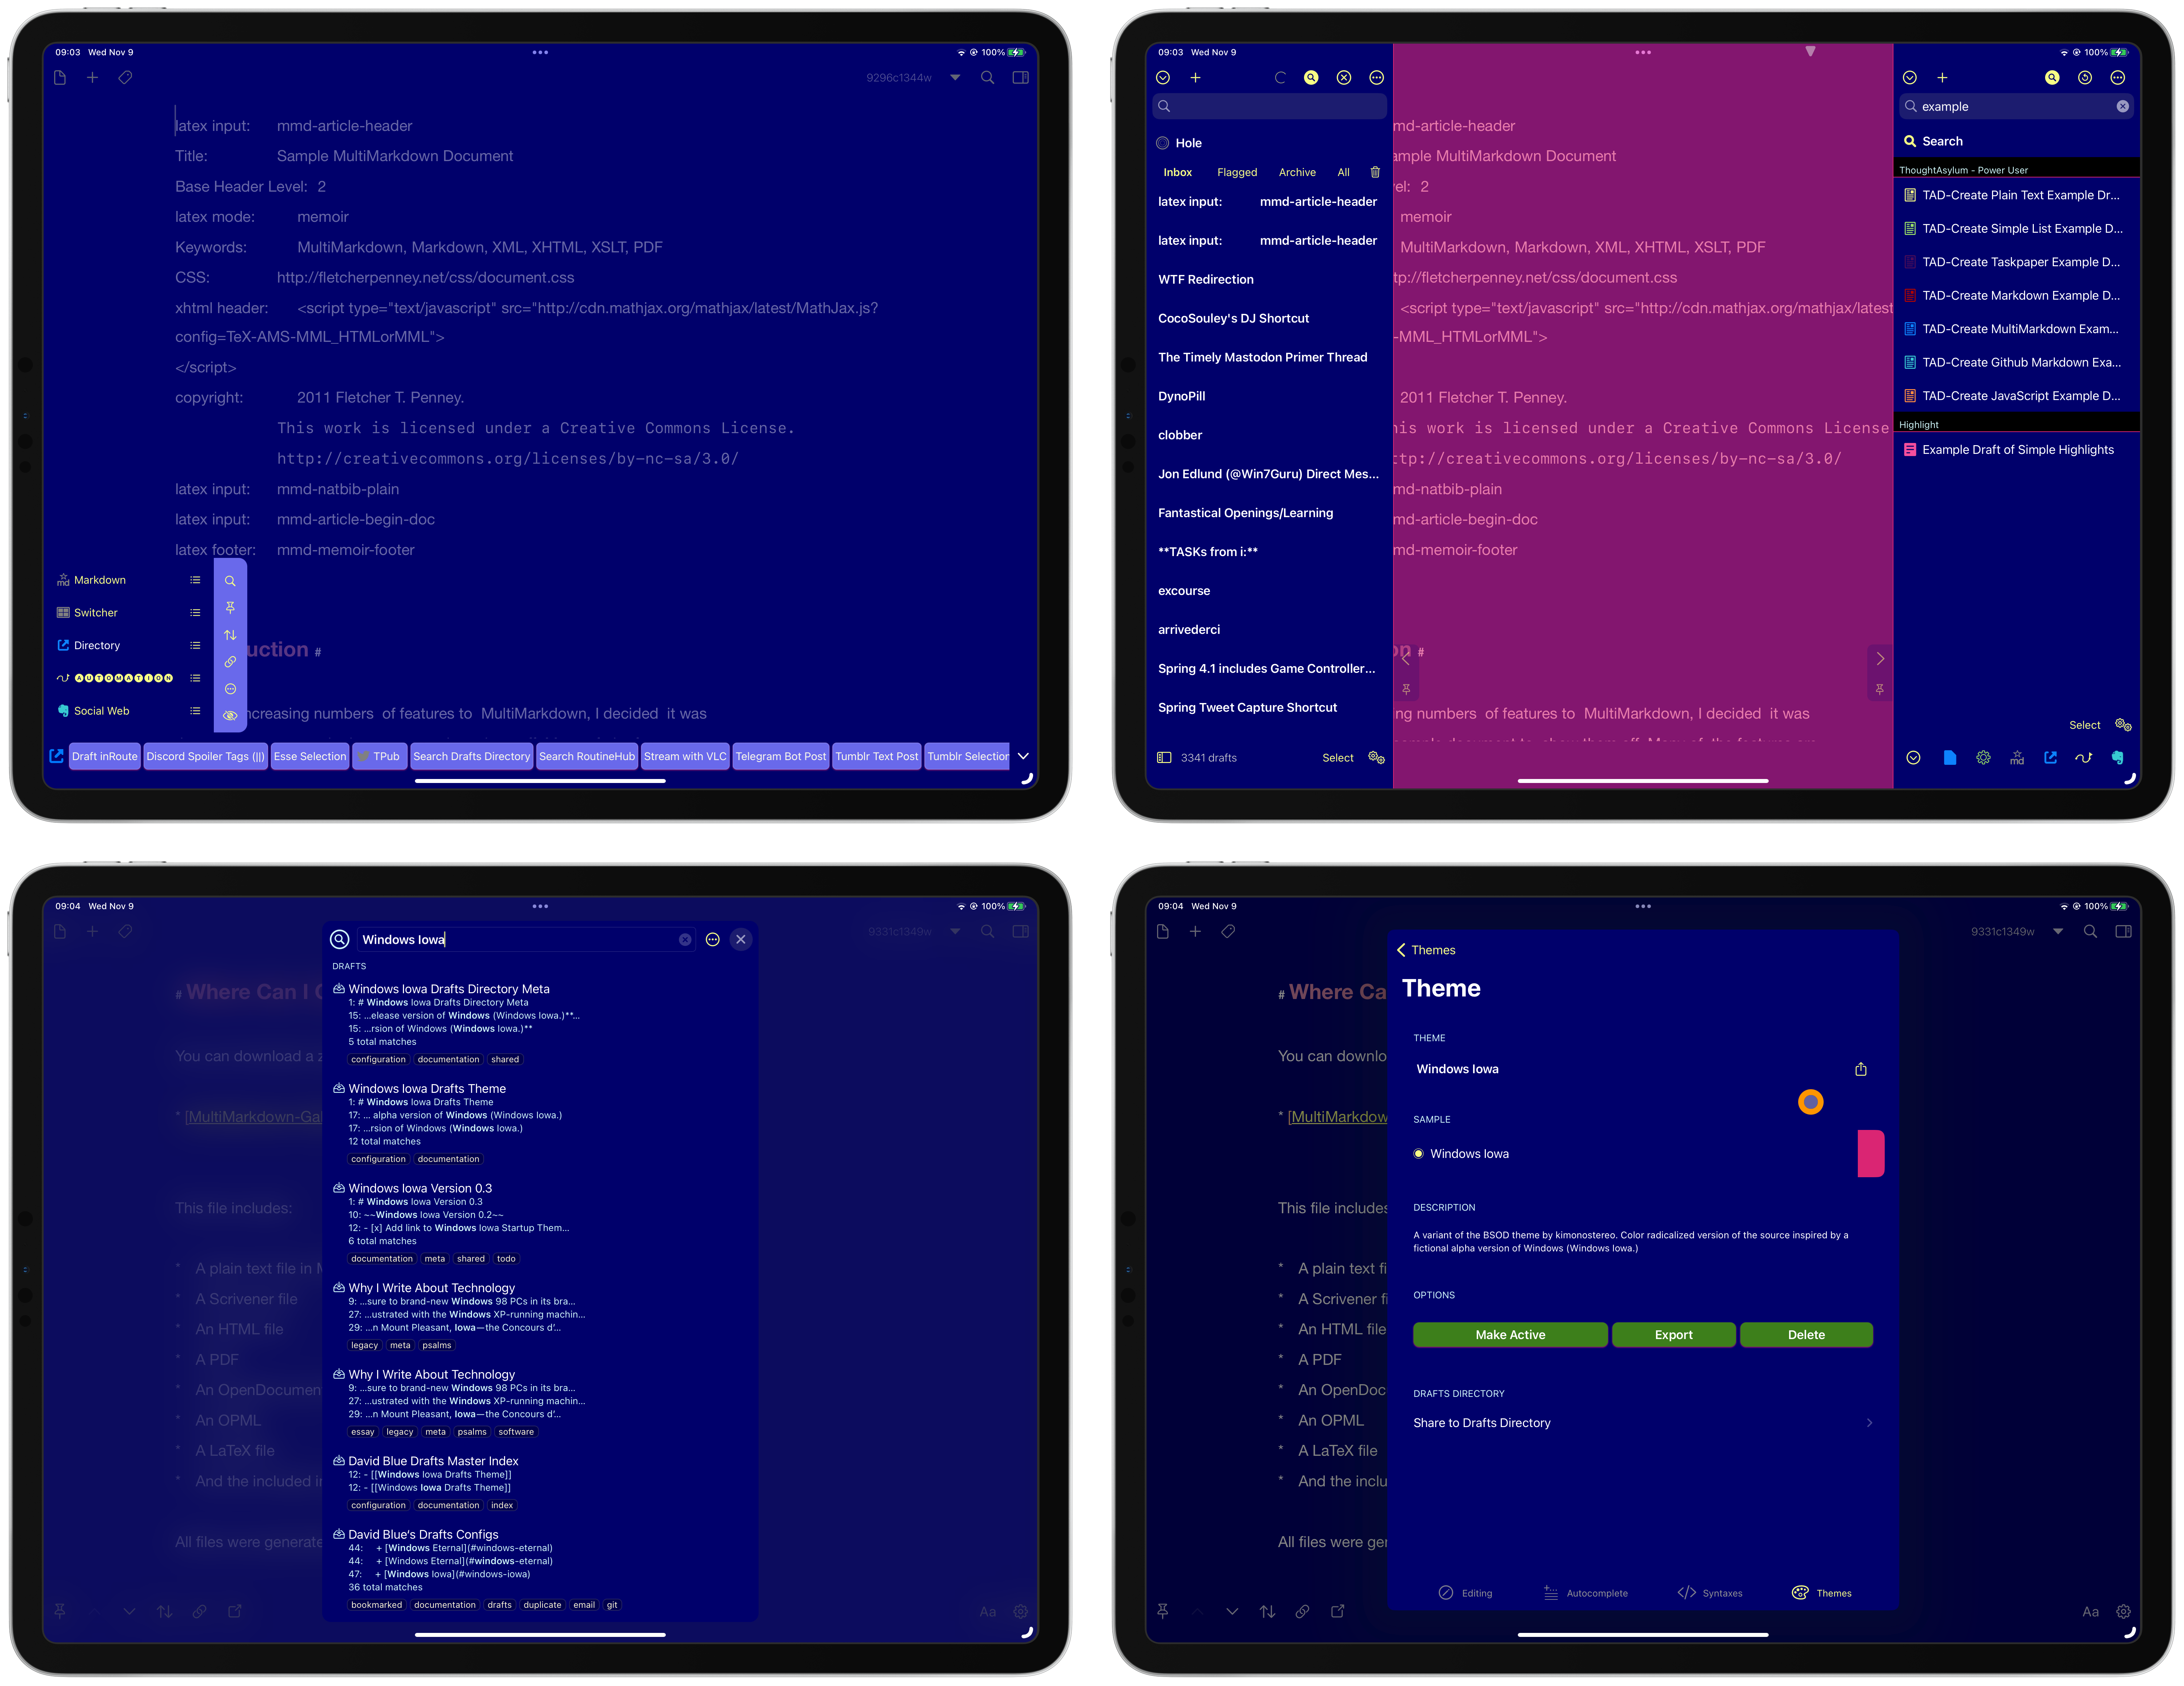 09:03 Wed Nov 9
100%
9296c1344w
latex input: mmd-article-header
Title: Sample MultiMarkdown Document
Base Header Level: 2
latex mode: memoir
Keywords: MultiMarkdown, Markdown, XML, XHTML, XSLT, PDF
CSS: http://fletcherpenney.net/css/document.css
xhtml header: <script type="text/javascript" src="http://cdn.mathjax.org/mathjax/latest/MathJax.js?
config=TeX-AMS-MML_HTMLorMML">
</script>
copyright: 2011 Fletcher T. Penney.
This work is licensed under a Creative Commons License.
http://creativecommons.org/licenses/by-nc-sa/3.0/
latex input: mmd-natbib-plain
latex input: mmd-article-begin-doc
latex footer: mmd-memoir-footer
md Markdown
Switcher
Directory
AUTOMATION
Social Web
uction #
ncreasing numbers of features to MultiMarkdown, I decided it was
Draft inRoute
Discord Spoiler Tags (||)
Esse Selection
TPub
Search Drafts Directory
Search RoutineHub
Stream with VLC
Telegram Bot Post
Tumblr Text Post
Tumblr Selection
09:03 Wed Nov 9
100%
Hole
Inbox Flagged Archive All
latex input: mmd-article-header
latex input: mmd-article-header
WTF Redirection
CocoSouley's DJ Shortcut
The Timely Mastodon Primer Thread
DynoPill
clobber
Jon Edlund (@Win7Guru) Direct Mes...
Fantastical Openings/Learning
**TASKs from i:**
excourse
arrivederci
Spring 4.1 includes Game Controller...
Spring Tweet Capture Shortcut
3341 drafts
Select
md-article-header
ample MultiMarkdown Document
el: 2
memoir
MultiMarkdown, Markdown, XML, XHTML, XSLT, PDF
tp://fletcherpenney.net/css/document.css
<script type="text/javascript" src="http://cdn.mathjax.org/mathjax/latest
-MML_HTMLorMML">
2011 Fletcher T. Penney.
his work is licensed under a Creative Commons License
ttp://creativecommons.org/licenses/by-nc-sa/3.0/
md-natbib-plain
md-article-begin-doc
md-memoir-footer
on #
ng numbers of features to MultiMarkdown, I decided it was
example
Search
ThoughtAsylum - Power User
TAD-Create Plain Text Example Dr...
TAD-Create Simple List Example D...
TAD-Create Taskpaper Example D...
TAD-Create Markdown Example D...
TAD-Create MultiMarkdown Exam...
TAD-Create Github Markdown Exa...
TAD-Create JavaScript Example D...
Highlight
Example Draft of Simple Highlights
Select
md
09:04 Wed Nov 9
100%
9331c1349w
# Where Can I G
You can download a z
* [MultiMarkdown-Gal
This file includes:
* A plain text file in M
* A Scrivener file
* An HTML file
* A PDF
* An OpenDocumen
* An OPML
* A LaTeX file
* And the included i
All files were generate
Windows Iowa
DRAFTS
Windows Iowa Drafts Directory Meta
1: # Windows Iowa Drafts Directory Meta
15: ...elease version of Windows (Windows Iowa.)**...
15: ...rsion of Windows (Windows Iowa.)**
5 total matches
configuration documentation shared
Windows Iowa Drafts Theme
1: # Windows Iowa Drafts Theme
17: ... alpha version of Windows (Windows Iowa.)
17: ...rsion of Windows (Windows Iowa.)
12 total matches
configuration documentation
Windows Iowa Version 0.3
1: # Windows Iowa Version 0.3
10: ~~Windows Iowa Version 0.2~~
12: - [x] Add link to Windows Iowa Startup Them...
6 total matches
documentation meta shared todo
Why I Write About Technology
9: ...sure to brand-new Windows 98 PCs in its bra...
27: ...ustrated with the Windows XP-running machin...
29: ...n Mount Pleasant, Iowa—the Concours d'...
legacy meta psalms
Why I Write About Technology
9: ...sure to brand-new Windows 98 PCs in its bra...
27: ...ustrated with the Windows XP-running machin...
29: ...n Mount Pleasant, Iowa—the Concours d'...
essay legacy meta psalms software
David Blue Drafts Master Index
12: - [[Windows Iowa Drafts Theme]]
12: - [[Windows Iowa Drafts Theme]]
configuration documentation index
David Blue's Drafts Configs
44: + [Windows Eternal](#windows-eternal)
44: + [Windows Eternal](#windows-eternal)
47: + [Windows Iowa](#windows-iowa)
36 total matches
bookmarked documentation drafts duplicate email git
Aa
09:04 Wed Nov 9
100%
9331c1349w
# Where Ca
You can downlo
* [MultiMarkdow
This file includes
* A plain text fi
* A Scrivener fi
* An HTML file
* A PDF
* An OpenDoc
* An OPML
* A LaTeX file
* And the inclu
All files were ger
Themes
Theme
THEME
Windows Iowa
SAMPLE
Windows Iowa
DESCRIPTION
A variant of the BSOD theme by kimonostereo. Color radicalized version of the source inspired by a
fictional alpha version of Windows (Windows Iowa.)
OPTIONS
Make Active
Export
Delete
DRAFTS DIRECTORY
Share to Drafts Directory
Editing
Autocomplete
Syntaxes
Themes
Aa